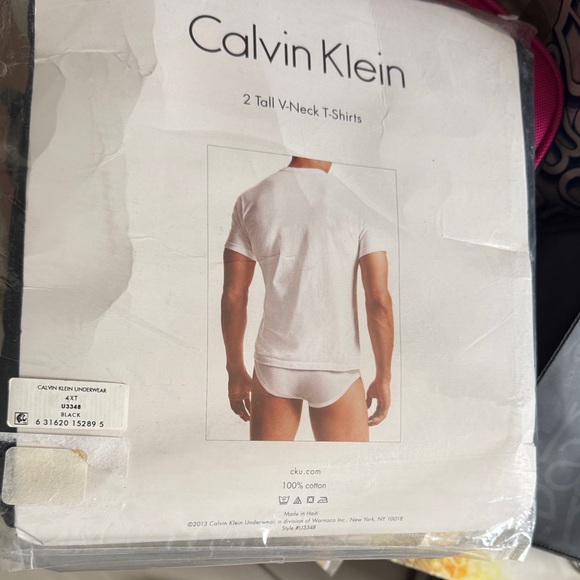 Calvin Klein
2 Tall V-Neck T-Shirts
CALVIN KLEIN UNDERWEAR
4XT
U3348
BLACK
6 31620 15289 5
cku.com
100% cotton
Made in Haiti
©2013 Calvin Klein Underwear, a division of Warnaco Inc., New York, NY 10018
Style #U3348